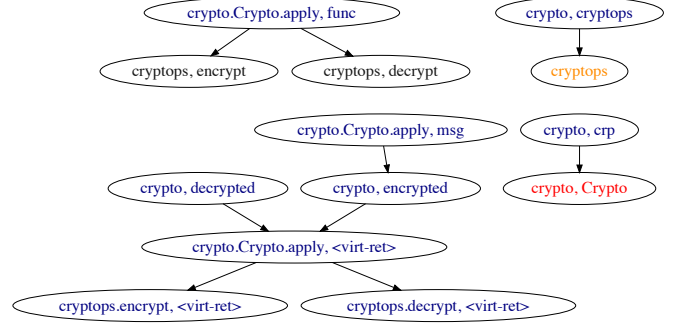 crypto.Crypto.apply, func
crypto, cryptops
cryptops, encrypt
cryptops, decrypt
cryptops
crypto.Crypto.apply, msg
crypto, crp
crypto, decrypted
crypto, encrypted
crypto, Crypto
crypto.Crypto.apply, <virt-ret>
cryptops.encrypt, <virt-ret>
cryptops.decrypt, <virt-ret>